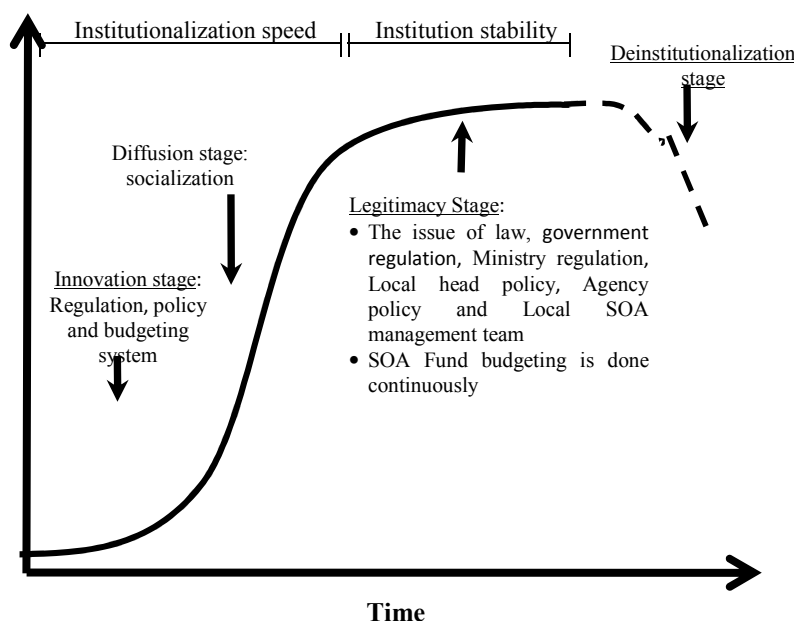 Institutionalization speed
Institution stability
Deinstitutionalization
stage
Diffusion stage:
socialization
Legitimacy Stage:
• The issue of law, government
regulation, Ministry regulation,
Local head policy, Agency
policy and Local SOA
management team
• SOA Fund budgeting is done
continuously
Innovation stage:
Regulation, policy
and budgeting
system
Time